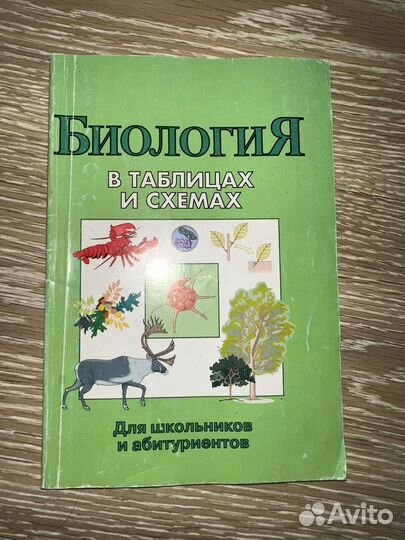 БИОЛОГИЯ
В ТАБЛИЦАХ
И СХЕМАХ
Для школьников
и абитуриентов
Avito